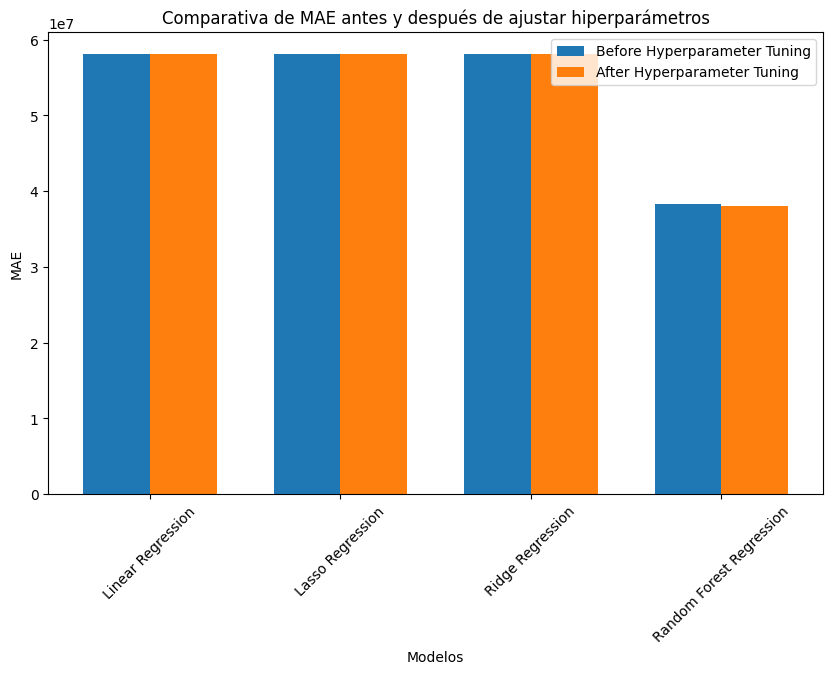 Comparativa de MAE antes y después de ajustar hiperparámetros
1e7
Before Hyperparameter Tuning
After Hyperparameter Tuning
6
5
4
3
2
1
0
MAE
Linear Regression
Lasso Regression
Ridge Regression
Random Forest Regression
Modelos